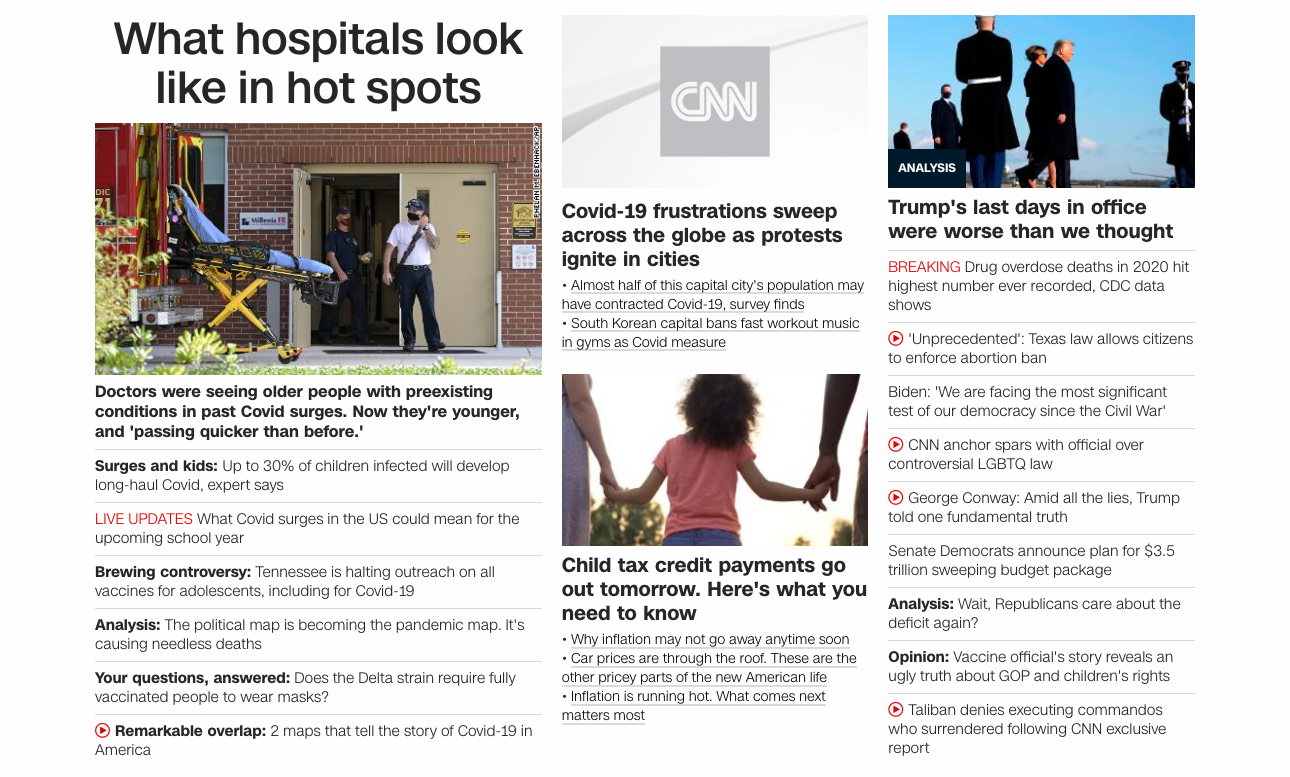 What hospitals look
like in hot spots
DIC
71
Millenia
PHELAN M EBENHACK/AP
Doctors were seeing older people with preexisting
conditions in past Covid surges. Now they're younger,
and 'passing quicker than before.'
Surges and kids: Up to 30% of children infected will develop
long-haul Covid, expert says
LIVE UPDATES What Covid surges in the US could mean for the
upcoming school year
Brewing controversy: Tennessee is halting outreach on all
vaccines for adolescents, including for Covid-19
Analysis: The political map is becoming the pandemic map. It's
causing needless deaths
Your questions, answered: Does the Delta strain require fully
vaccinated people to wear masks?
Remarkable overlap: 2 maps that tell the story of Covid-19 in
America
CNN
Covid-19 frustrations sweep
across the globe as protests
ignite in cities
• Almost half of this capital city's population may
have contracted Covid-19, survey finds
• South Korean capital bans fast workout music
in gyms as Covid measure
Child tax credit payments go
out tomorrow. Here's what you
need to know
• Why inflation may not go away anytime soon
• Car prices are through the roof. These are the
other pricey parts of the new American life
• Inflation is running hot. What comes next
matters most
ANALYSIS
Trump's last days in office
were worse than we thought
BREAKING Drug overdose deaths in 2020 hit
highest number ever recorded, CDC data
shows
'Unprecedented': Texas law allows citizens
to enforce abortion ban
Biden: 'We are facing the most significant
test of our democracy since the Civil War'
CNN anchor spars with official over
controversial LGBTQ law
George Conway: Amid all the lies, Trump
told one fundamental truth
Senate Democrats announce plan for $3.5
trillion sweeping budget package
Analysis: Wait, Republicans care about the
deficit again?
Opinion: Vaccine official's story reveals an
ugly truth about GOP and children's rights
Taliban denies executing commandos
who surrendered following CNN exclusive
report